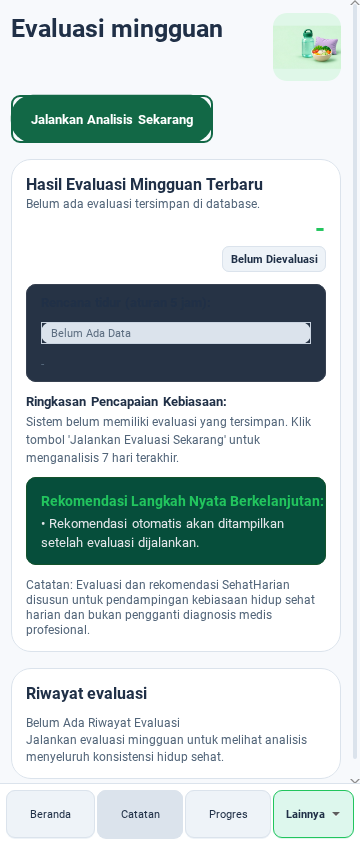 Evaluasi mingguan
Jalankan Analisis Sekarang
Hasil Evaluasi Mingguan Terbaru
Belum ada evaluasi tersimpan di database.
-
Belum Dievaluasi
Belum Ada Data
-
Ringkasan Pencapaian Kebiasaan:
Sistem belum memiliki evaluasi yang tersimpan. Klik
tombol 'Jalankan Evaluasi Sekarang' untuk
menganalisis 7 hari terakhir.
Rekomendasi Langkah Nyata Berkelanjutan:
• Rekomendasi otomatis akan ditampilkan
setelah evaluasi dijalankan.
Catatan: Evaluasi dan rekomendasi SehatHarian
disusun untuk pendampingan kebiasaan hidup sehat
harian dan bukan pengganti diagnosis medis
profesional.
Riwayat evaluasi
Belum Ada Riwayat Evaluasi
Jalankan evaluasi mingguan untuk melihat analisis
menyeluruh konsistensi hidup sehat.
Beranda
Catatan
Progres
Lainnya